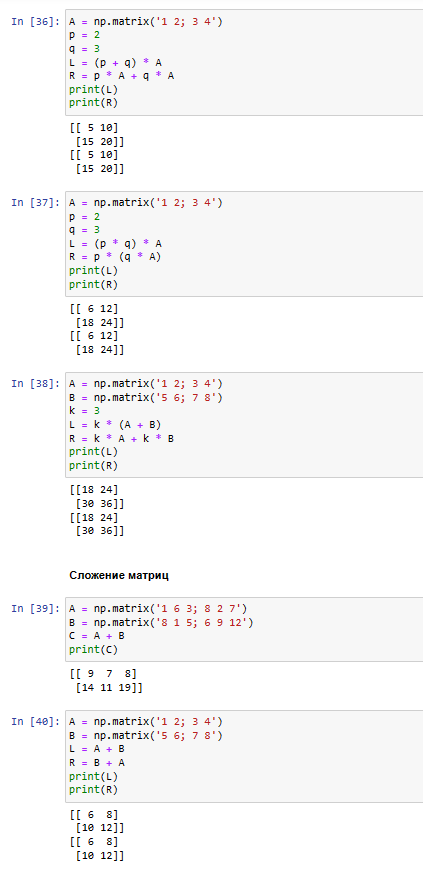 In [36]: A = np.matrix('1 2; 3 4')
p = 2
q = 3
L = (p + q) * A
R = p * A + q * A
print(L)
print(R)
[[ 5 10]
 [15 20]]
[[ 5 10]
 [15 20]]
In [37]: A = np.matrix('1 2; 3 4')
p = 2
q = 3
L = (p * q) * A
R = p * (q * A)
print(L)
print(R)
[[ 6 12]
 [18 24]]
[[ 6 12]
 [18 24]]
In [38]: A = np.matrix('1 2; 3 4')
B = np.matrix('5 6; 7 8')
k = 3
L = k * (A + B)
R = k * A + k * B
print(L)
print(R)
[[18 24]
 [30 36]]
[[18 24]
 [30 36]]
Сложение матриц
In [39]: A = np.matrix('1 6 3; 8 2 7')
B = np.matrix('8 1 5; 6 9 12')
C = A + B
print(C)
[[ 9  7  8]
 [14 11 19]]
In [40]: A = np.matrix('1 2; 3 4')
B = np.matrix('5 6; 7 8')
L = A + B
R = B + A
print(L)
print(R)
[[ 6  8]
 [10 12]]
[[ 6  8]
 [10 12]]